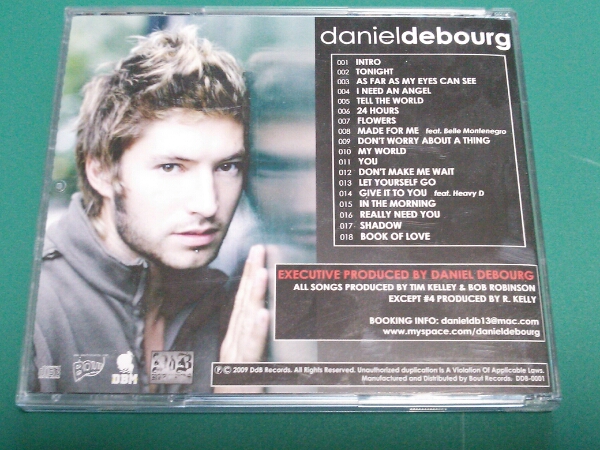 danieldebourg
001 INTRO
002 TONIGHT
003 AS FAR AS MY EYES CAN SEE
004 I NEED AN ANGEL
005 TELL THE WORLD
006 24 HOURS
007 FLOWERS
008 MADE FOR ME feat. Belle Montenegro
009 DON'T WORRY ABOUT A THING
010 MY WORLD
011 YOU
012 DON'T MAKE ME WAIT
013 LET YOURSELF GO
014 GIVE IT TO YOU feat. Heavy D
015 IN THE MORNING
016 REALLY NEED YOU
017 SHADOW
018 BOOK OF LOVE
EXECUTIVE PRODUCED BY DANIEL DEBOURG
ALL SONGS PRODUCED BY TIM KELLEY & BOB ROBINSON
EXCEPT #4 PRODUCED BY R. KELLY
BOOKING INFO: danieldb13@mac.com
www.myspace.com/danieldebourg
Bout
DBM
Ⓟ © 2009 DdB Records. All Rights Reserved. Unauthorized duplication is A Violation Of Applicable Laws.
Manufactured and Distributed by Bout Records. DDB-0001